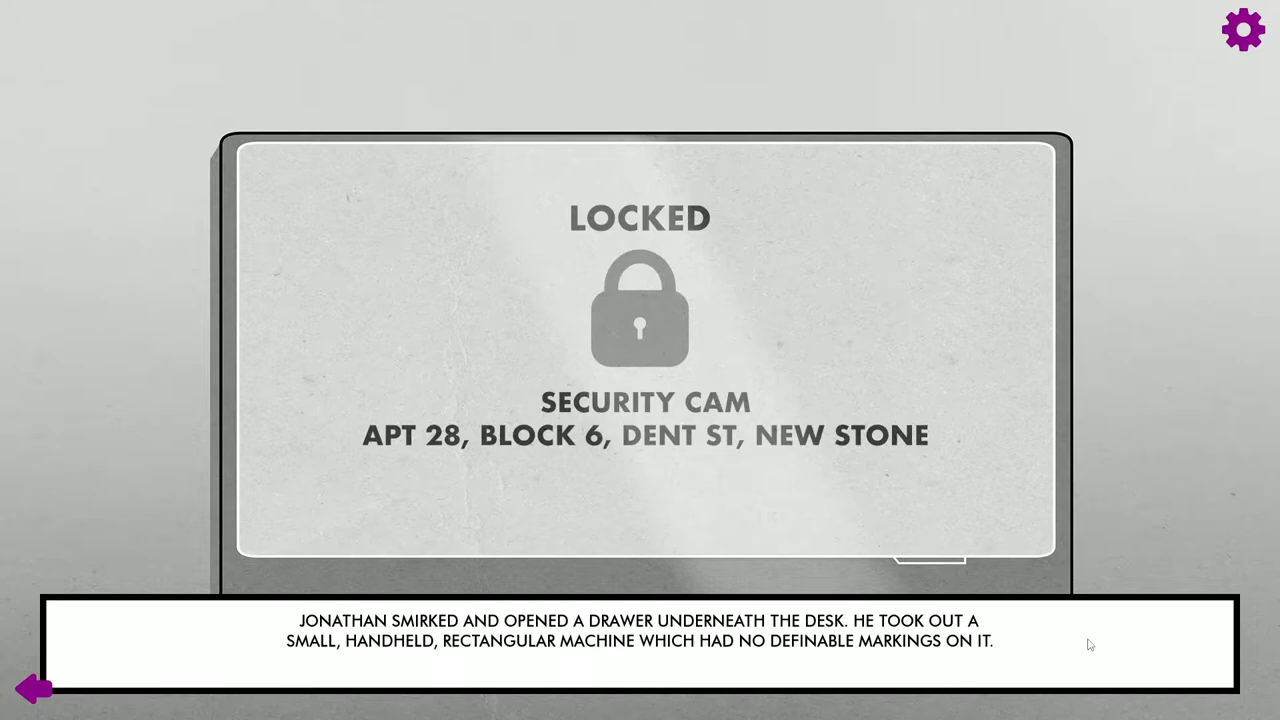 LOCKED
SECURITY CAM
APT 28, BLOCK 6, DENT ST, NEW STONE
JONATHAN SMIRKED AND OPENED A DRAWER UNDERNEATH THE DESK. HE TOOK OUT A
SMALL, HANDHELD, RECTANGULAR MACHINE WHICH HAD NO DEFINABLE MARKINGS ON IT.